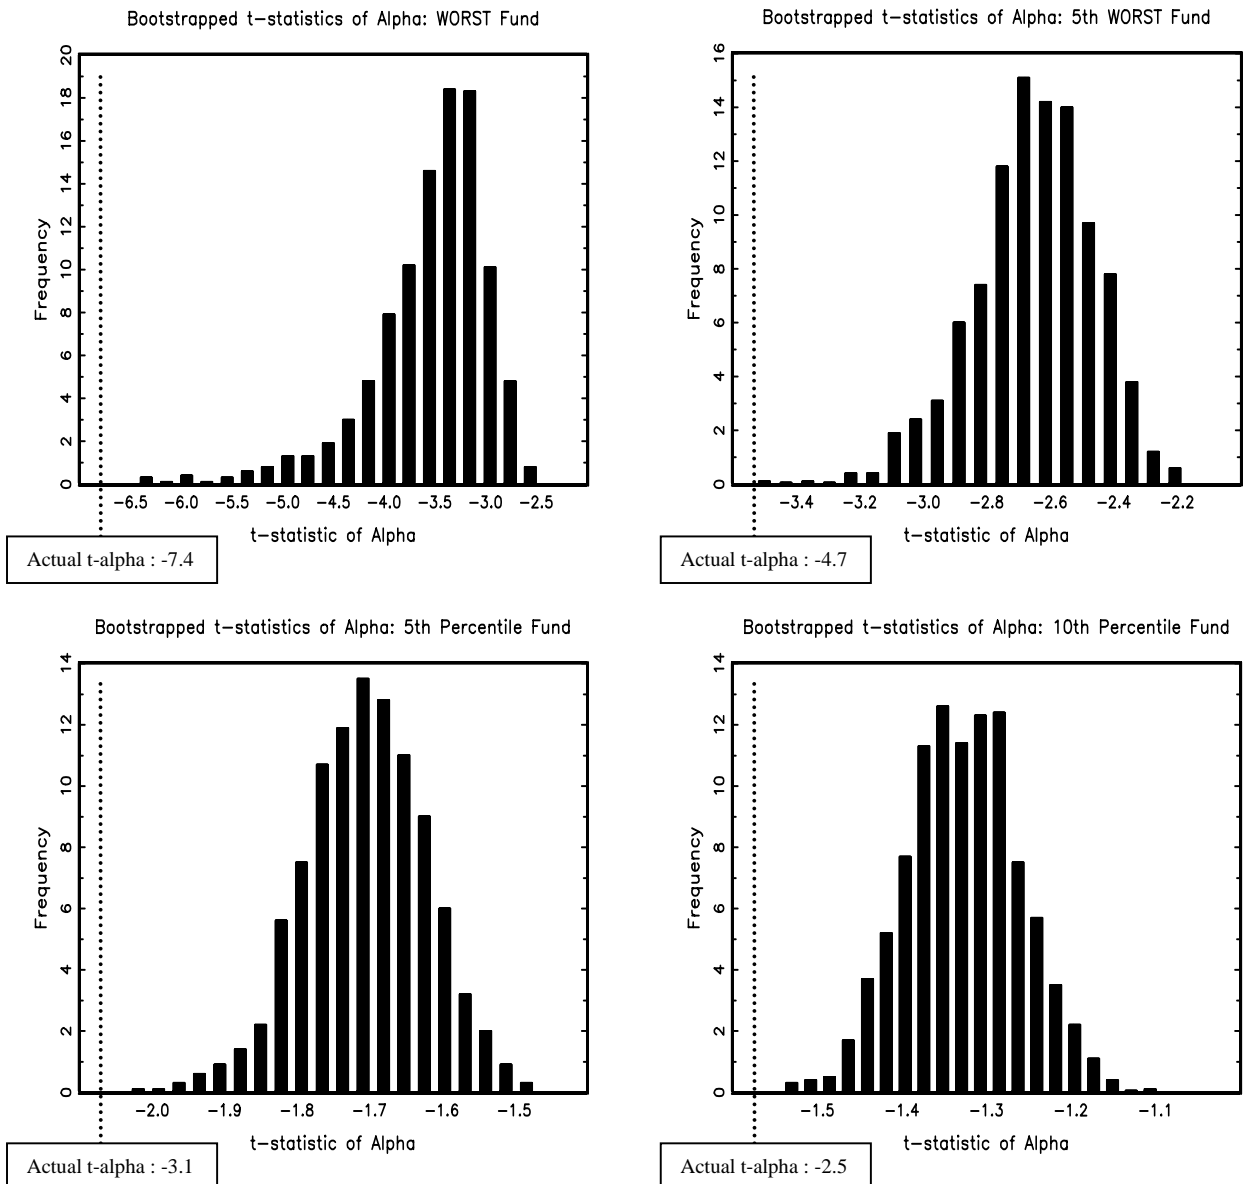 Bootstrapped t-statistics of Alpha: WORST Fund
20
18
16
14
12
10
8
6
4
2
0
Frequency
-6.5 -6.0 -5.5 -5.0 -4.5 -4.0 -3.5 -3.0 -2.5
t-statistic of Alpha
Actual t-alpha : -7.4
Bootstrapped t-statistics of Alpha: 5th WORST Fund
16
14
12
10
8
6
4
2
0
Frequency
-3.4 -3.2 -3.0 -2.8 -2.6 -2.4 -2.2
t-statistic of Alpha
Actual t-alpha : -4.7
Bootstrapped t-statistics of Alpha: 5th Percentile Fund
14
12
10
8
6
4
2
0
Frequency
-2.0 -1.9 -1.8 -1.7 -1.6 -1.5
t-statistic of Alpha
Actual t-alpha : -3.1
Bootstrapped t-statistics of Alpha: 10th Percentile Fund
14
12
10
8
6
4
2
0
Frequency
-1.5 -1.4 -1.3 -1.2 -1.1
t-statistic of Alpha
Actual t-alpha : -2.5